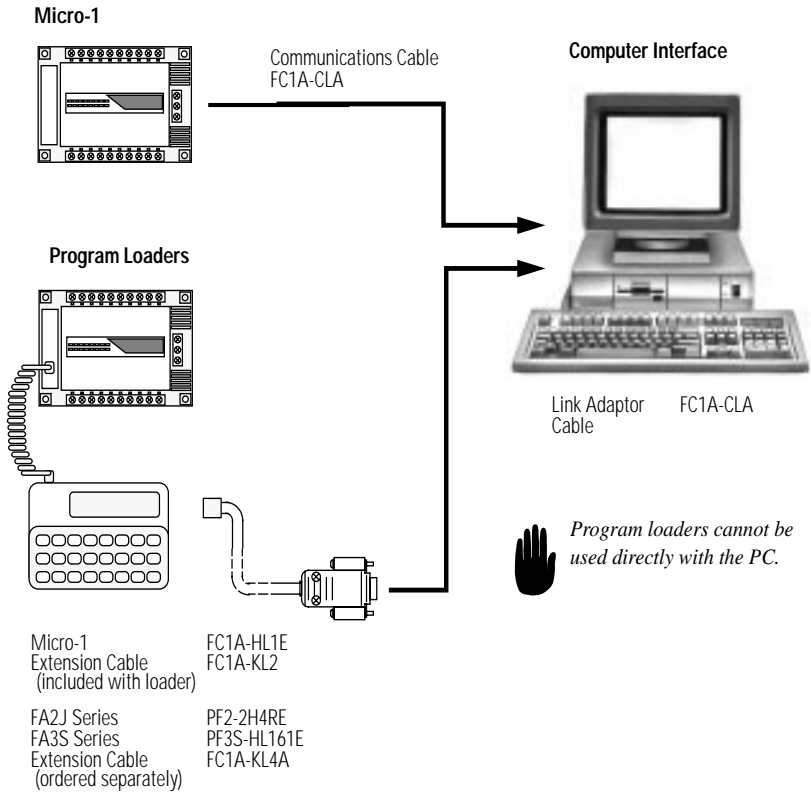 Micro-1
Communications Cable
FC1A-CLA
Computer Interface
Program Loaders
Link Adaptor FC1A-CLA
Cable
Program loaders cannot be
used directly with the PC.
Micro-1 FC1A-HL1E
Extension Cable FC1A-KL2
(included with loader)
FA2J Series PF2-2H4RE
FA3S Series PF3S-HL161E
Extension Cable FC1A-KL4A
(ordered separately)